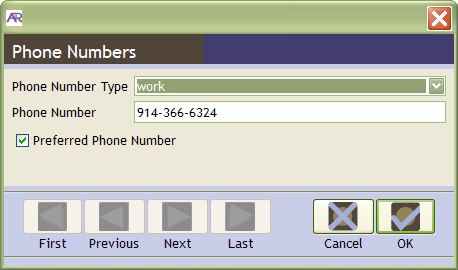 AR
Phone Numbers
Phone Number Type work
Phone Number 914-366-6324
Preferred Phone Number
First Previous Next Last Cancel OK